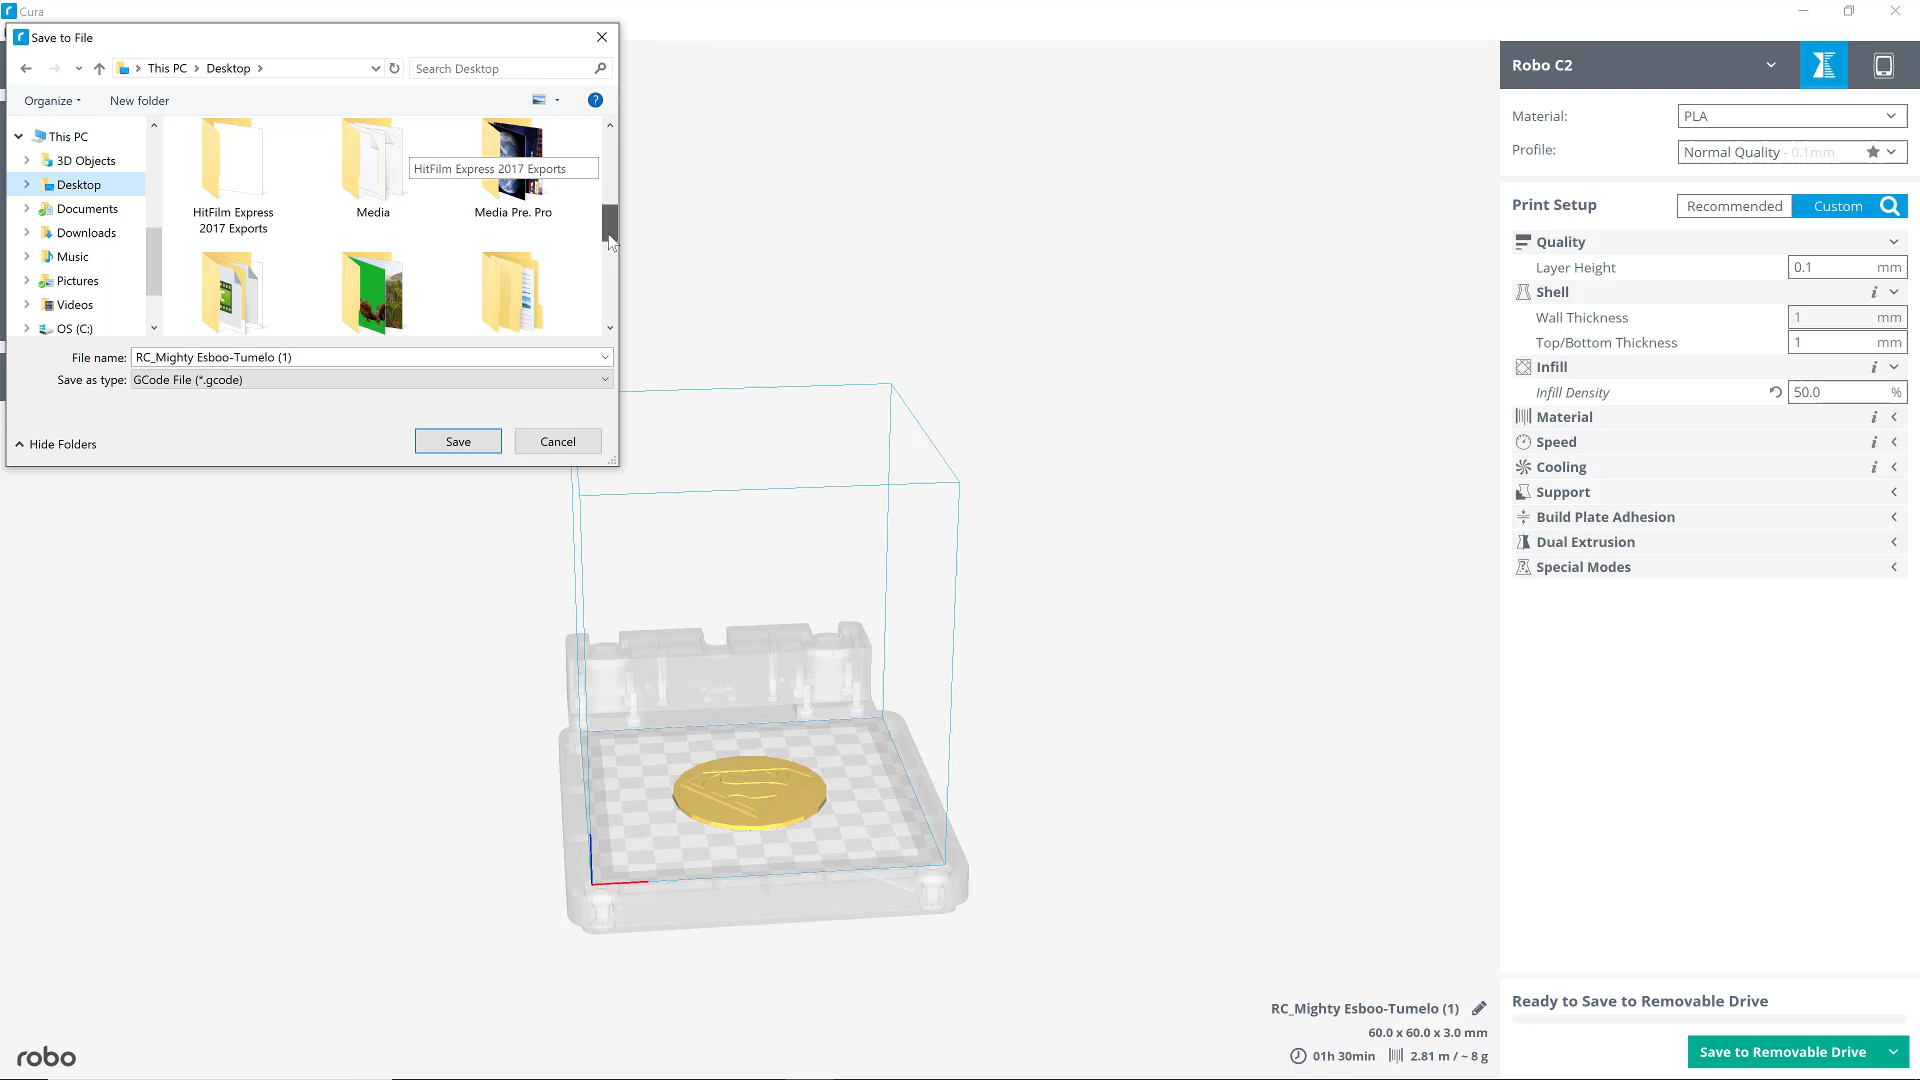 Cura
Save to File
This PC
Desktop
Search Desktop
Organize
New folder
?
This PC
3D Objects
Desktop
Documents
Downloads
Music
Pictures
Videos
OS (C:)
HitFilm Express 2017 Exports
HitFilm Express
2017 Exports
Media
Media Pre. Pro
File name: RC_Mighty Esboo-Tumelo (1)
Save as type: GCode File (*.gcode)
Hide Folders
Save
Cancel
Robo C2
Material: PLA
Profile: Normal Quality - 0.1mm
Print Setup
Recommended
Custom
Quality
Layer Height 0.1 mm
Shell i
Wall Thickness 1 mm
Top/Bottom Thickness 1 mm
Infill i
Infill Density 50.0 %
Material i
Speed i
Cooling i
Support
Build Plate Adhesion
Dual Extrusion
Special Modes
RC_Mighty Esboo-Tumelo (1)
60.0 x 60.0 x 3.0 mm
01h 30min 2.81 m / ~ 8 g
Ready to Save to Removable Drive
Save to Removable Drive
robo